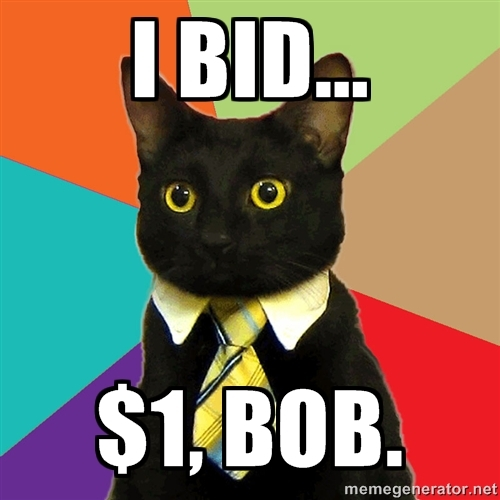 I BID...
$1, BOB.
memegenerator.net